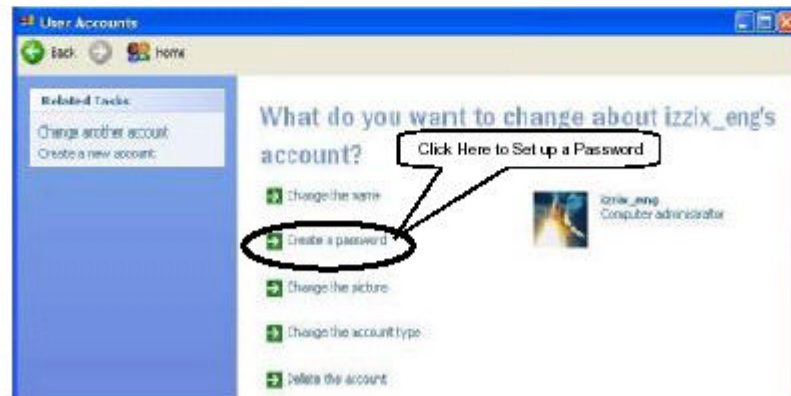 User Accounts
Back Home
Related Tasks
Change another account
Create a new account
What do you want to change about izzix_eng's
account?
Click Here to Set up a Password
Change the name
izzix_eng
Computer administrator
Create a password
Change the picture
Change the account type
Delete the account